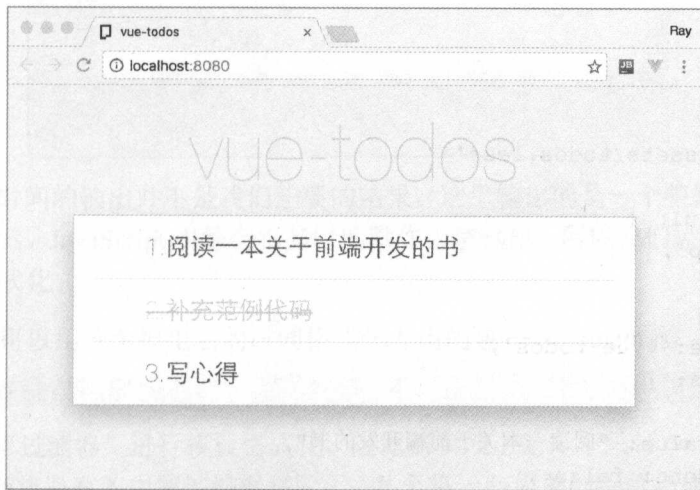 vue-todos
Ray
localhost:8080
JB
vue todos
1.阅读一本关于前端开发的书
2.补充范例代码
3.写心得